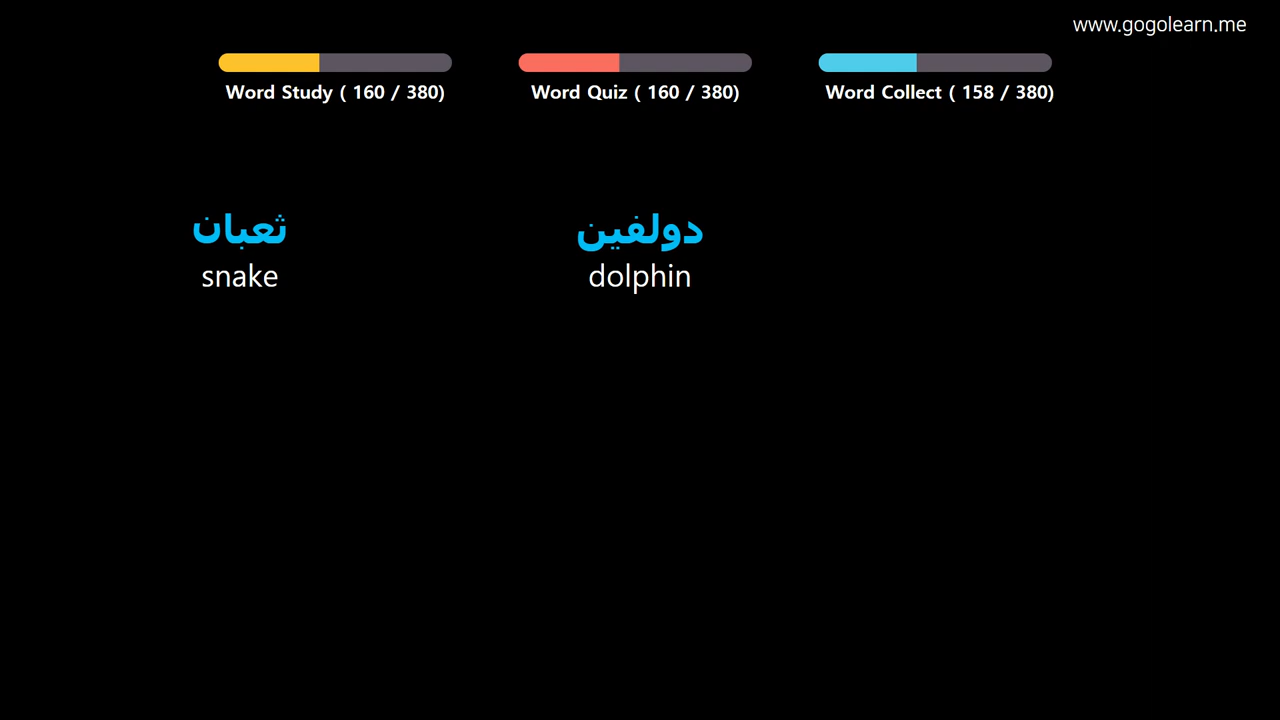 www.gogolearn.me
Word Study ( 160 / 380)
Word Quiz ( 160 / 380)
Word Collect ( 158 / 380)
ثعبان
snake
دولفين
dolphin